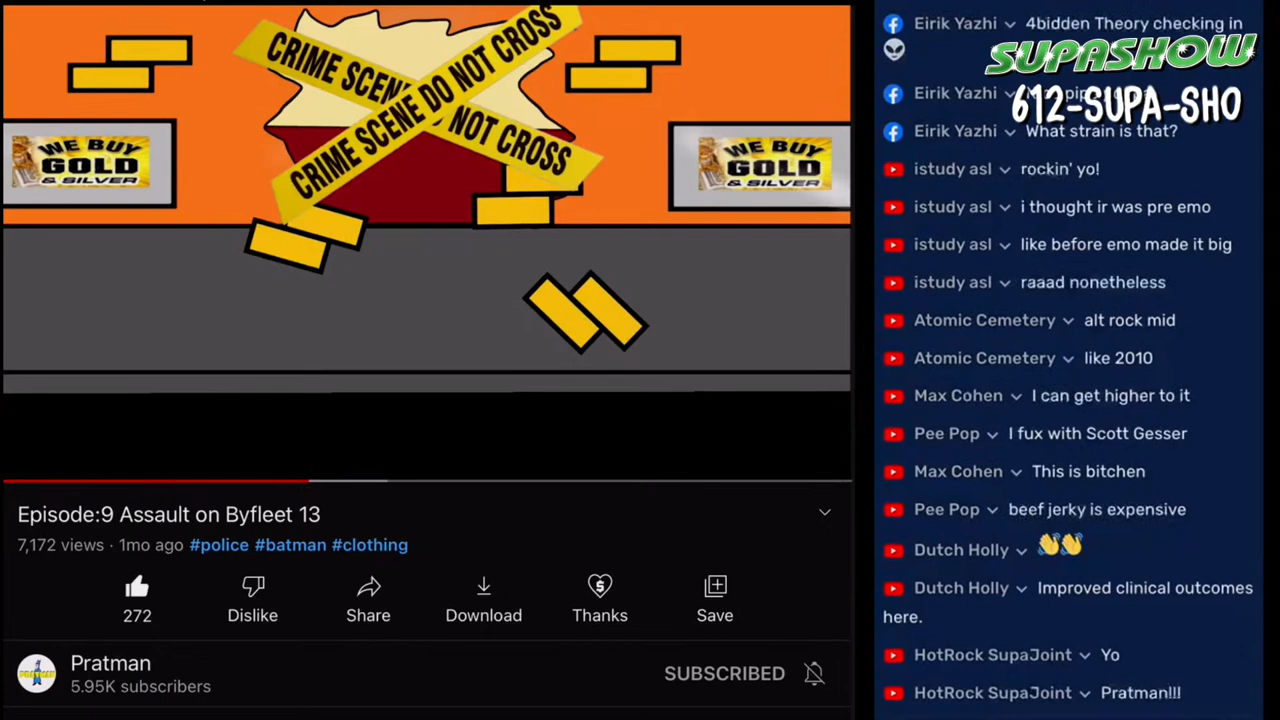 CRIME SCENE DO NOT CROSS
CRIME SCEN
NOT CROSS
WE BUY
GOLD
& SILVER
WE BUY
GOLD
& SILVER
Episode:9 Assault on Byfleet 13
7,172 views · 1mo ago #police #batman #clothing
272
Dislike
Share
Download
Thanks
Save
PRATMAN
Pratman
5.95K subscribers
SUBSCRIBED
Eirik Yazhi 4bidden Theory checking in
👽
SUPASHOW
612-SUPA-SHO
Eirik Yazhi
Eirik Yazhi What strain is that?
istudy asl rockin' yo!
istudy asl i thought ir was pre emo
istudy asl like before emo made it big
istudy asl raaad nonetheless
Atomic Cemetery alt rock mid
Atomic Cemetery like 2010
Max Cohen I can get higher to it
Pee Pop I fux with Scott Gesser
Max Cohen This is bitchen
Pee Pop beef jerky is expensive
Dutch Holly 👏👏
Dutch Holly Improved clinical outcomes
here.
HotRock SupaJoint Yo
HotRock SupaJoint Pratman!!!